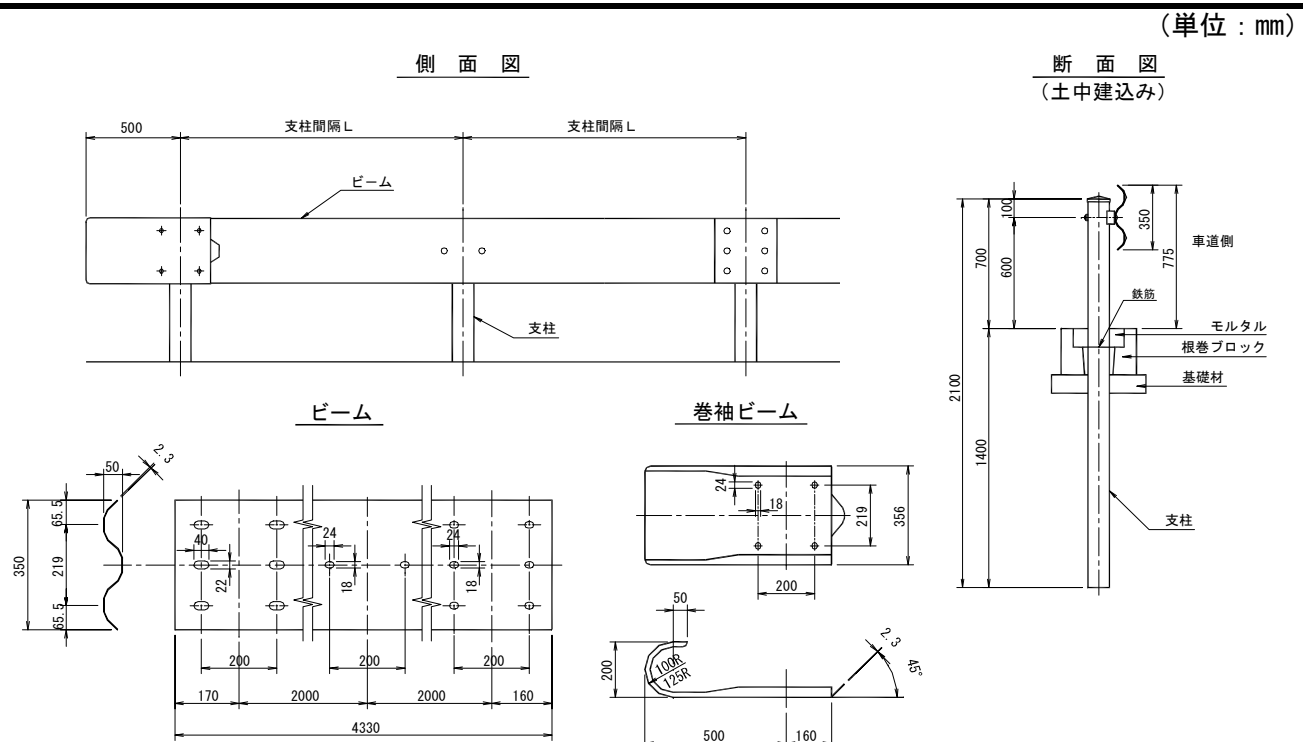 (単位：mm)
側 面 図
断 面 図
(土中建込み)
500
支柱間隔L
支柱間隔L
ビーム
支柱
100
700
600
350
775
車道側
鉄筋
モルタル
根巻ブロック
基礎材
2100
1400
支柱
ビーム
50
2.3
350
65.5
219
65.5
40
22
24
18
24
18
200
200
200
170
2000
2000
160
4330
巻袖ビーム
24
18
219
356
200
50
200
100R
125R
2.3
45°
500
160